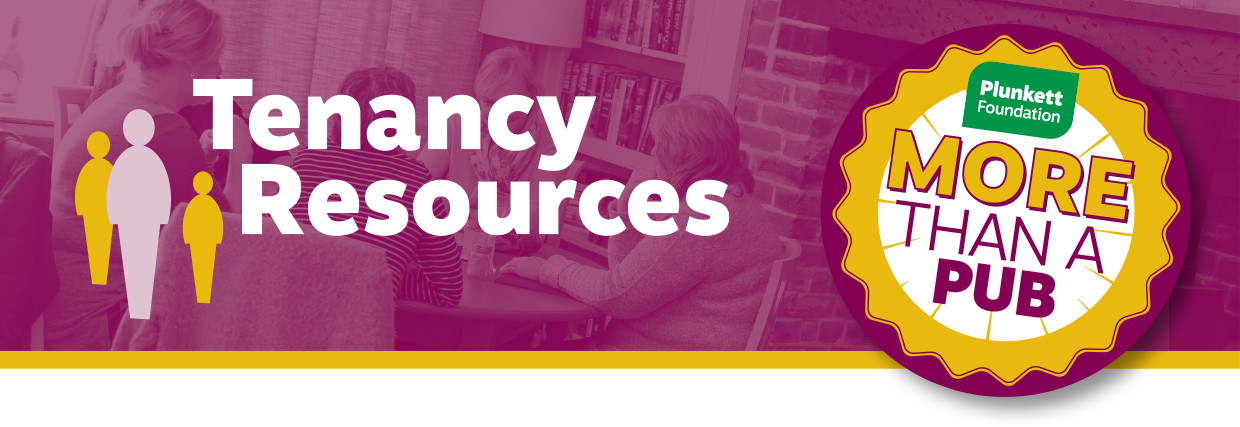 Tenancy
Resources
Plunkett
Foundation
MORE
THAN A
PUB